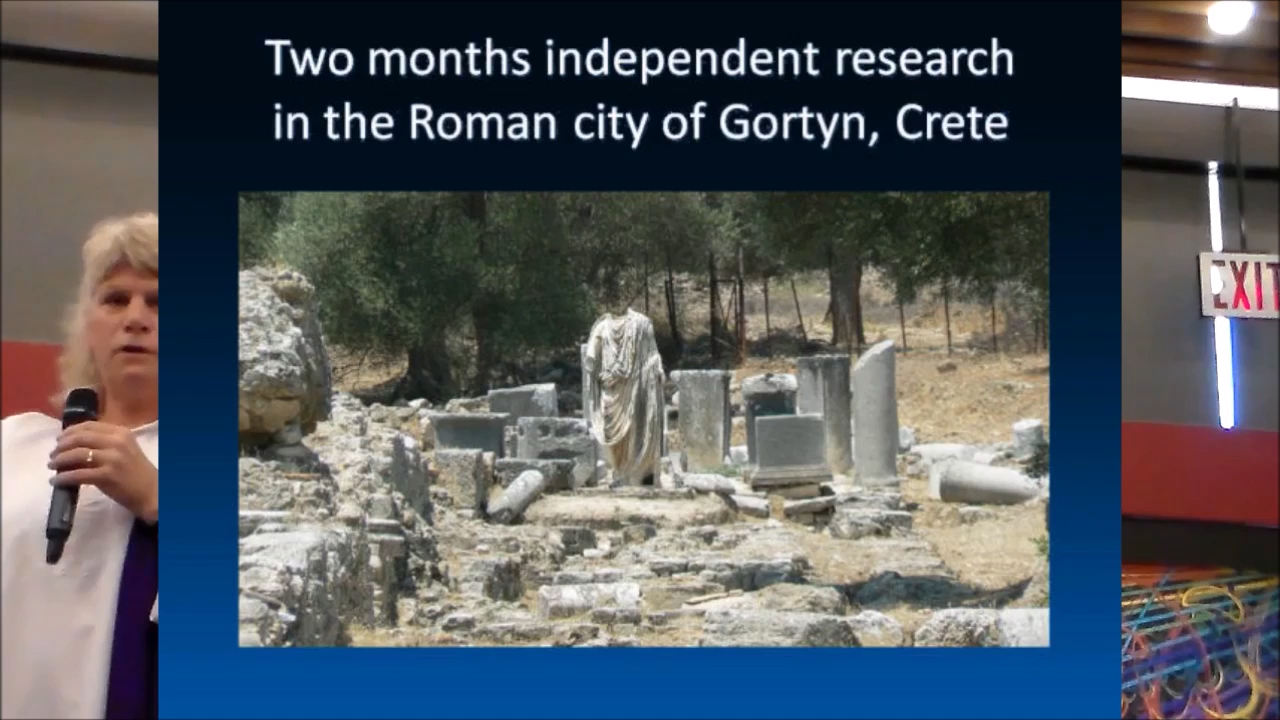 Two months independent research
in the Roman city of Gortyn, Crete
EXIT